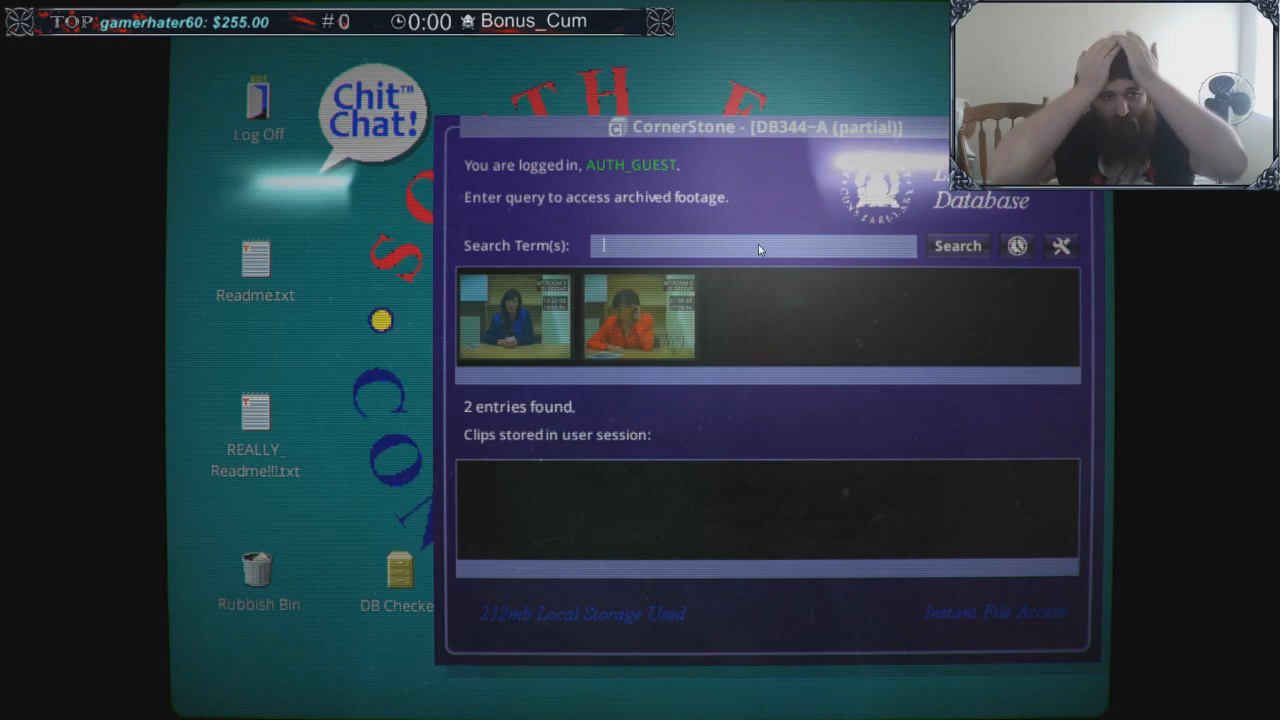 TOP: gamerhater60: $255.00 #0 0:00 Bonus_Cum
Chit™
Chat!
Log Off
THE
CornerStone - [DB344-A (partial)]
You are logged in, AUTH_GUEST.
Enter query to access archived footage.
Database
Search Term(s):
Search
Readme.txt
2 entries found.
Clips stored in user session:
REALLY_
Readme!!!.txt
Rubbish Bin
DB Checke
232mb Local Storage Used
Instant File Access